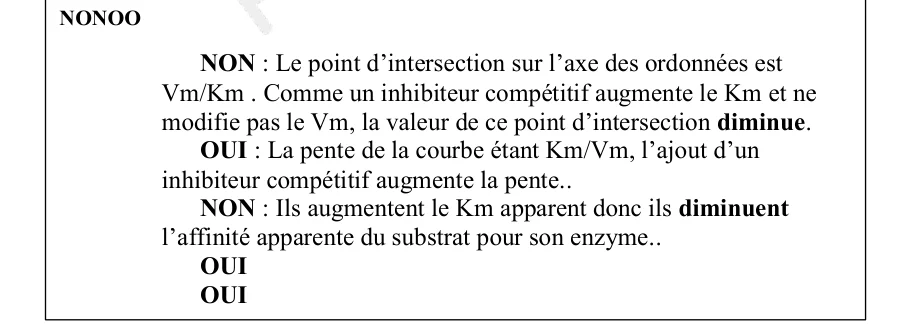 NONOO
NON : Le point d’intersection sur l’axe des ordonnées est
Vm/Km . Comme un inhibiteur compétitif augmente le Km et ne
modifie pas le Vm, la valeur de ce point d’intersection diminue.
OUI : La pente de la courbe étant Km/Vm, l’ajout d’un
inhibiteur compétitif augmente la pente..
NON : Ils augmentent le Km apparent donc ils diminuent
l’affinité apparente du substrat pour son enzyme..
OUI
OUI